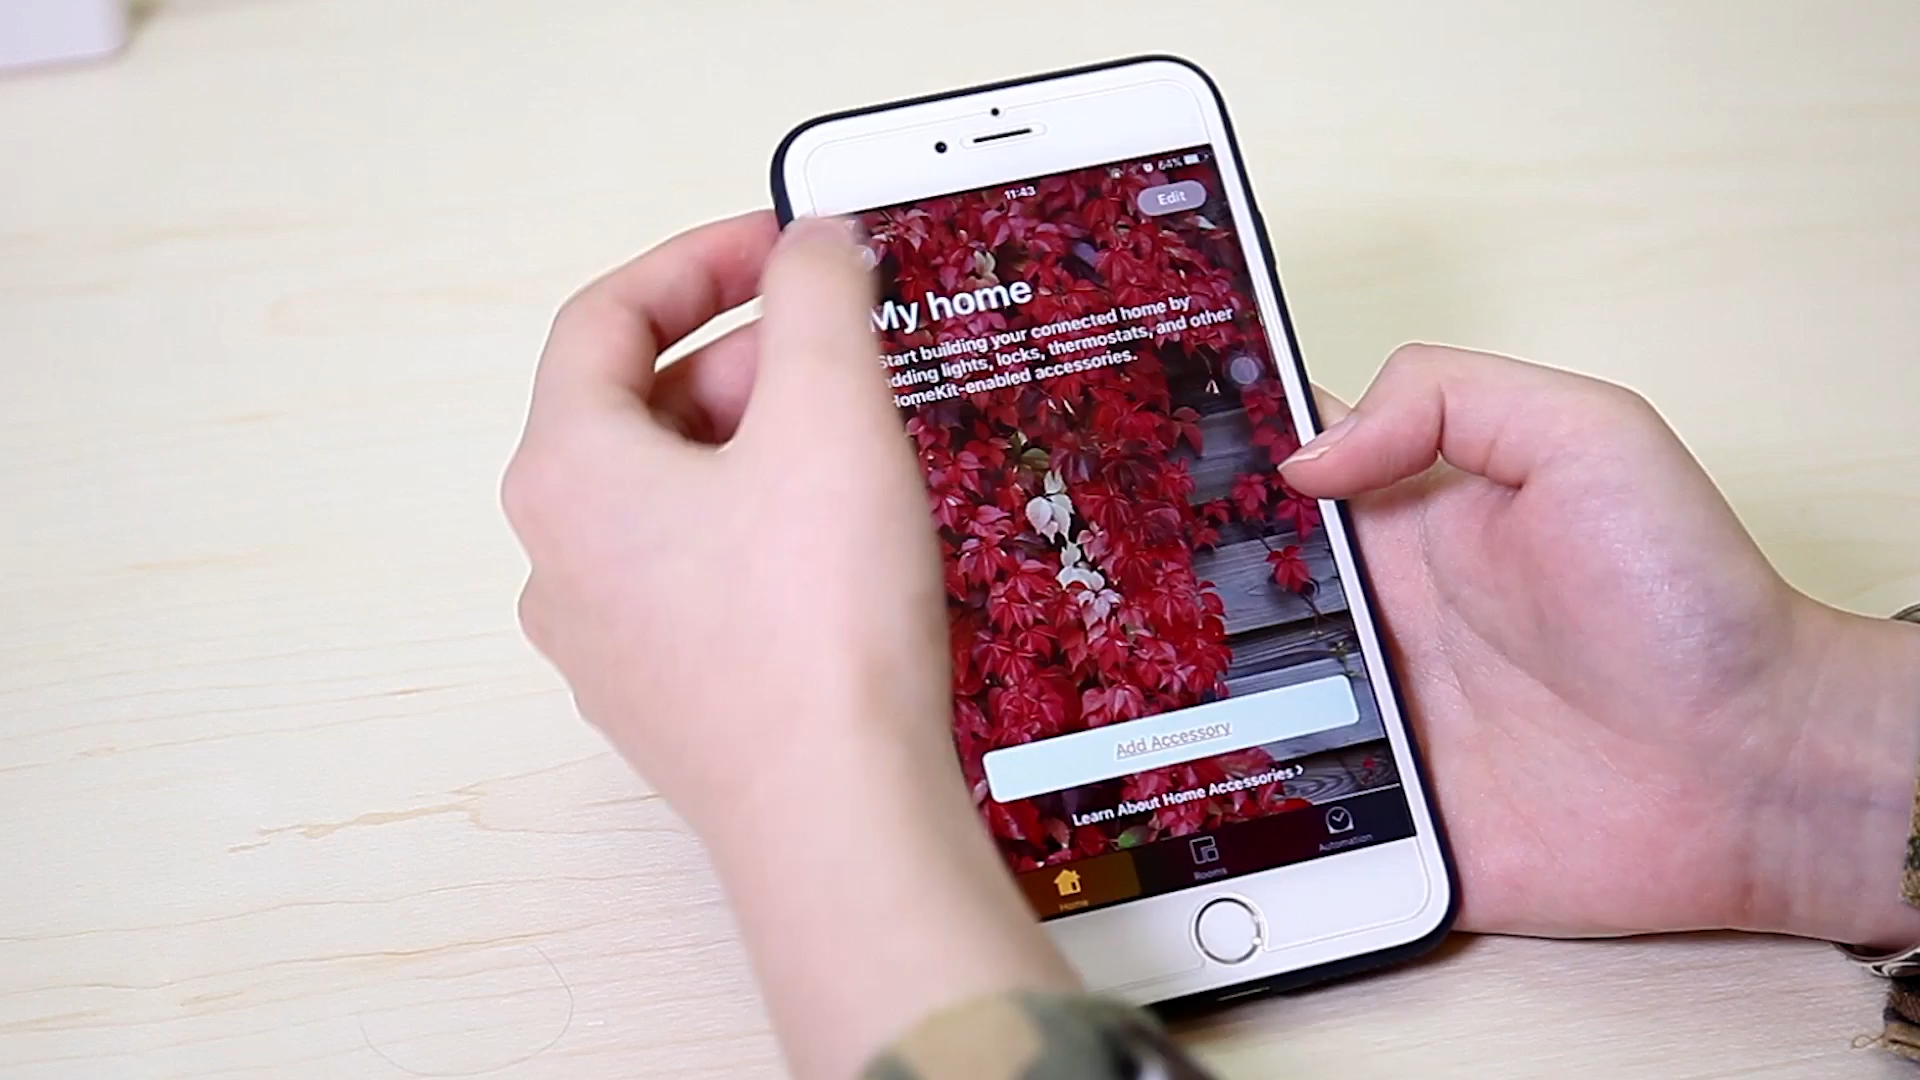 11:43
64%
Edit
My home
Start building your connected home by
adding lights, locks, thermostats, and other
HomeKit-enabled accessories.
Add Accessory
Learn About Home Accessories ›
Home
Rooms
Automation